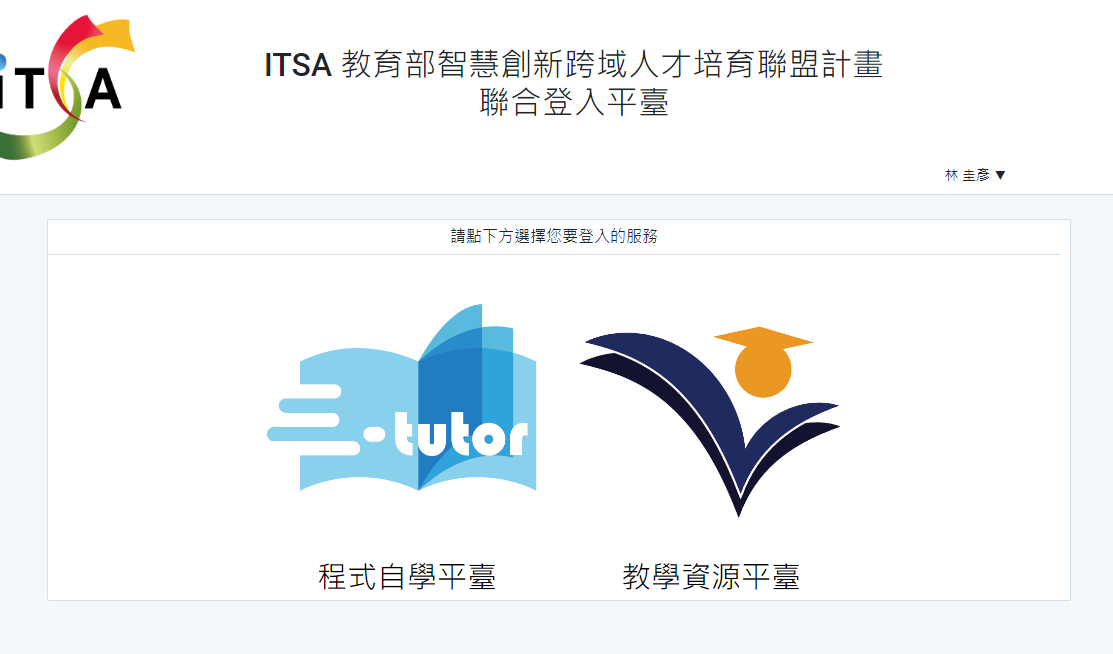 iTSA
ITSA 教育部智慧創新跨域人才培育聯盟計畫
聯合登入平臺
林 圭彥 ▼
請點下方選擇您要登入的服務
-tutor
程式自學平臺
教學資源平臺